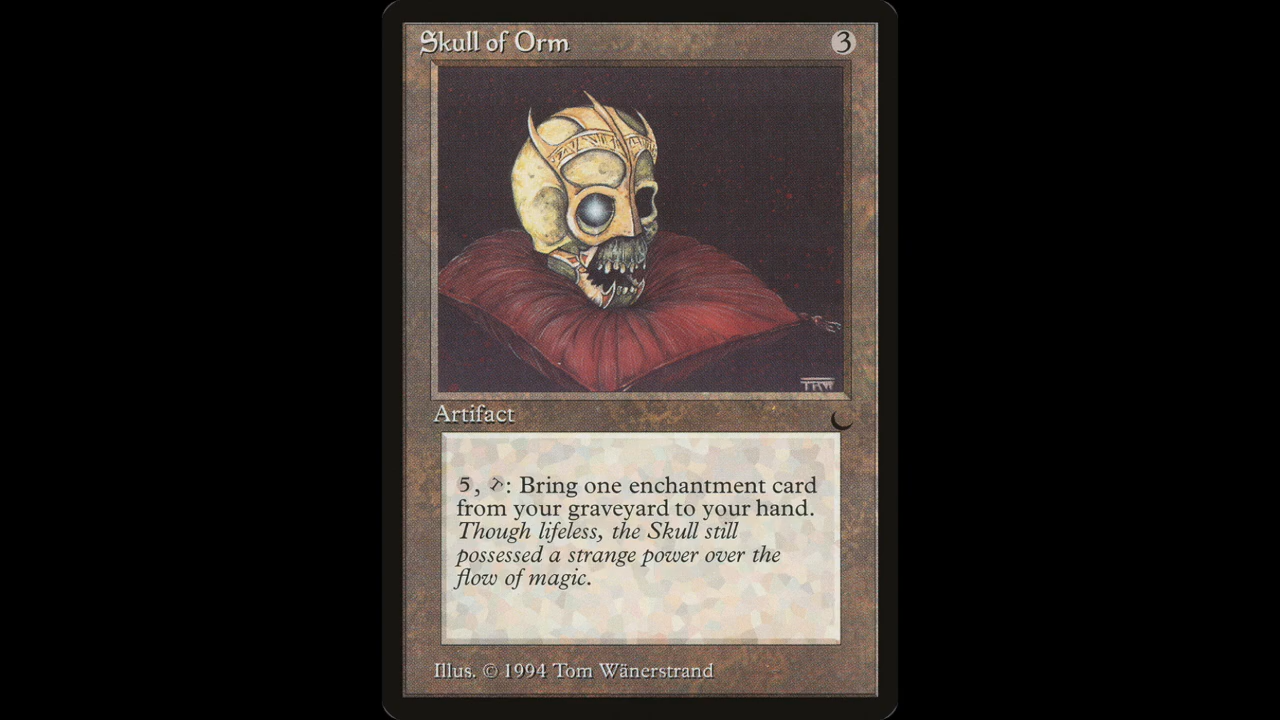 Skull of Orm
3
TRW
Artifact
5, : Bring one enchantment card
from your graveyard to your hand.
Though lifeless, the Skull still
possessed a strange power over the
flow of magic.
Illus. © 1994 Tom Wänerstrand